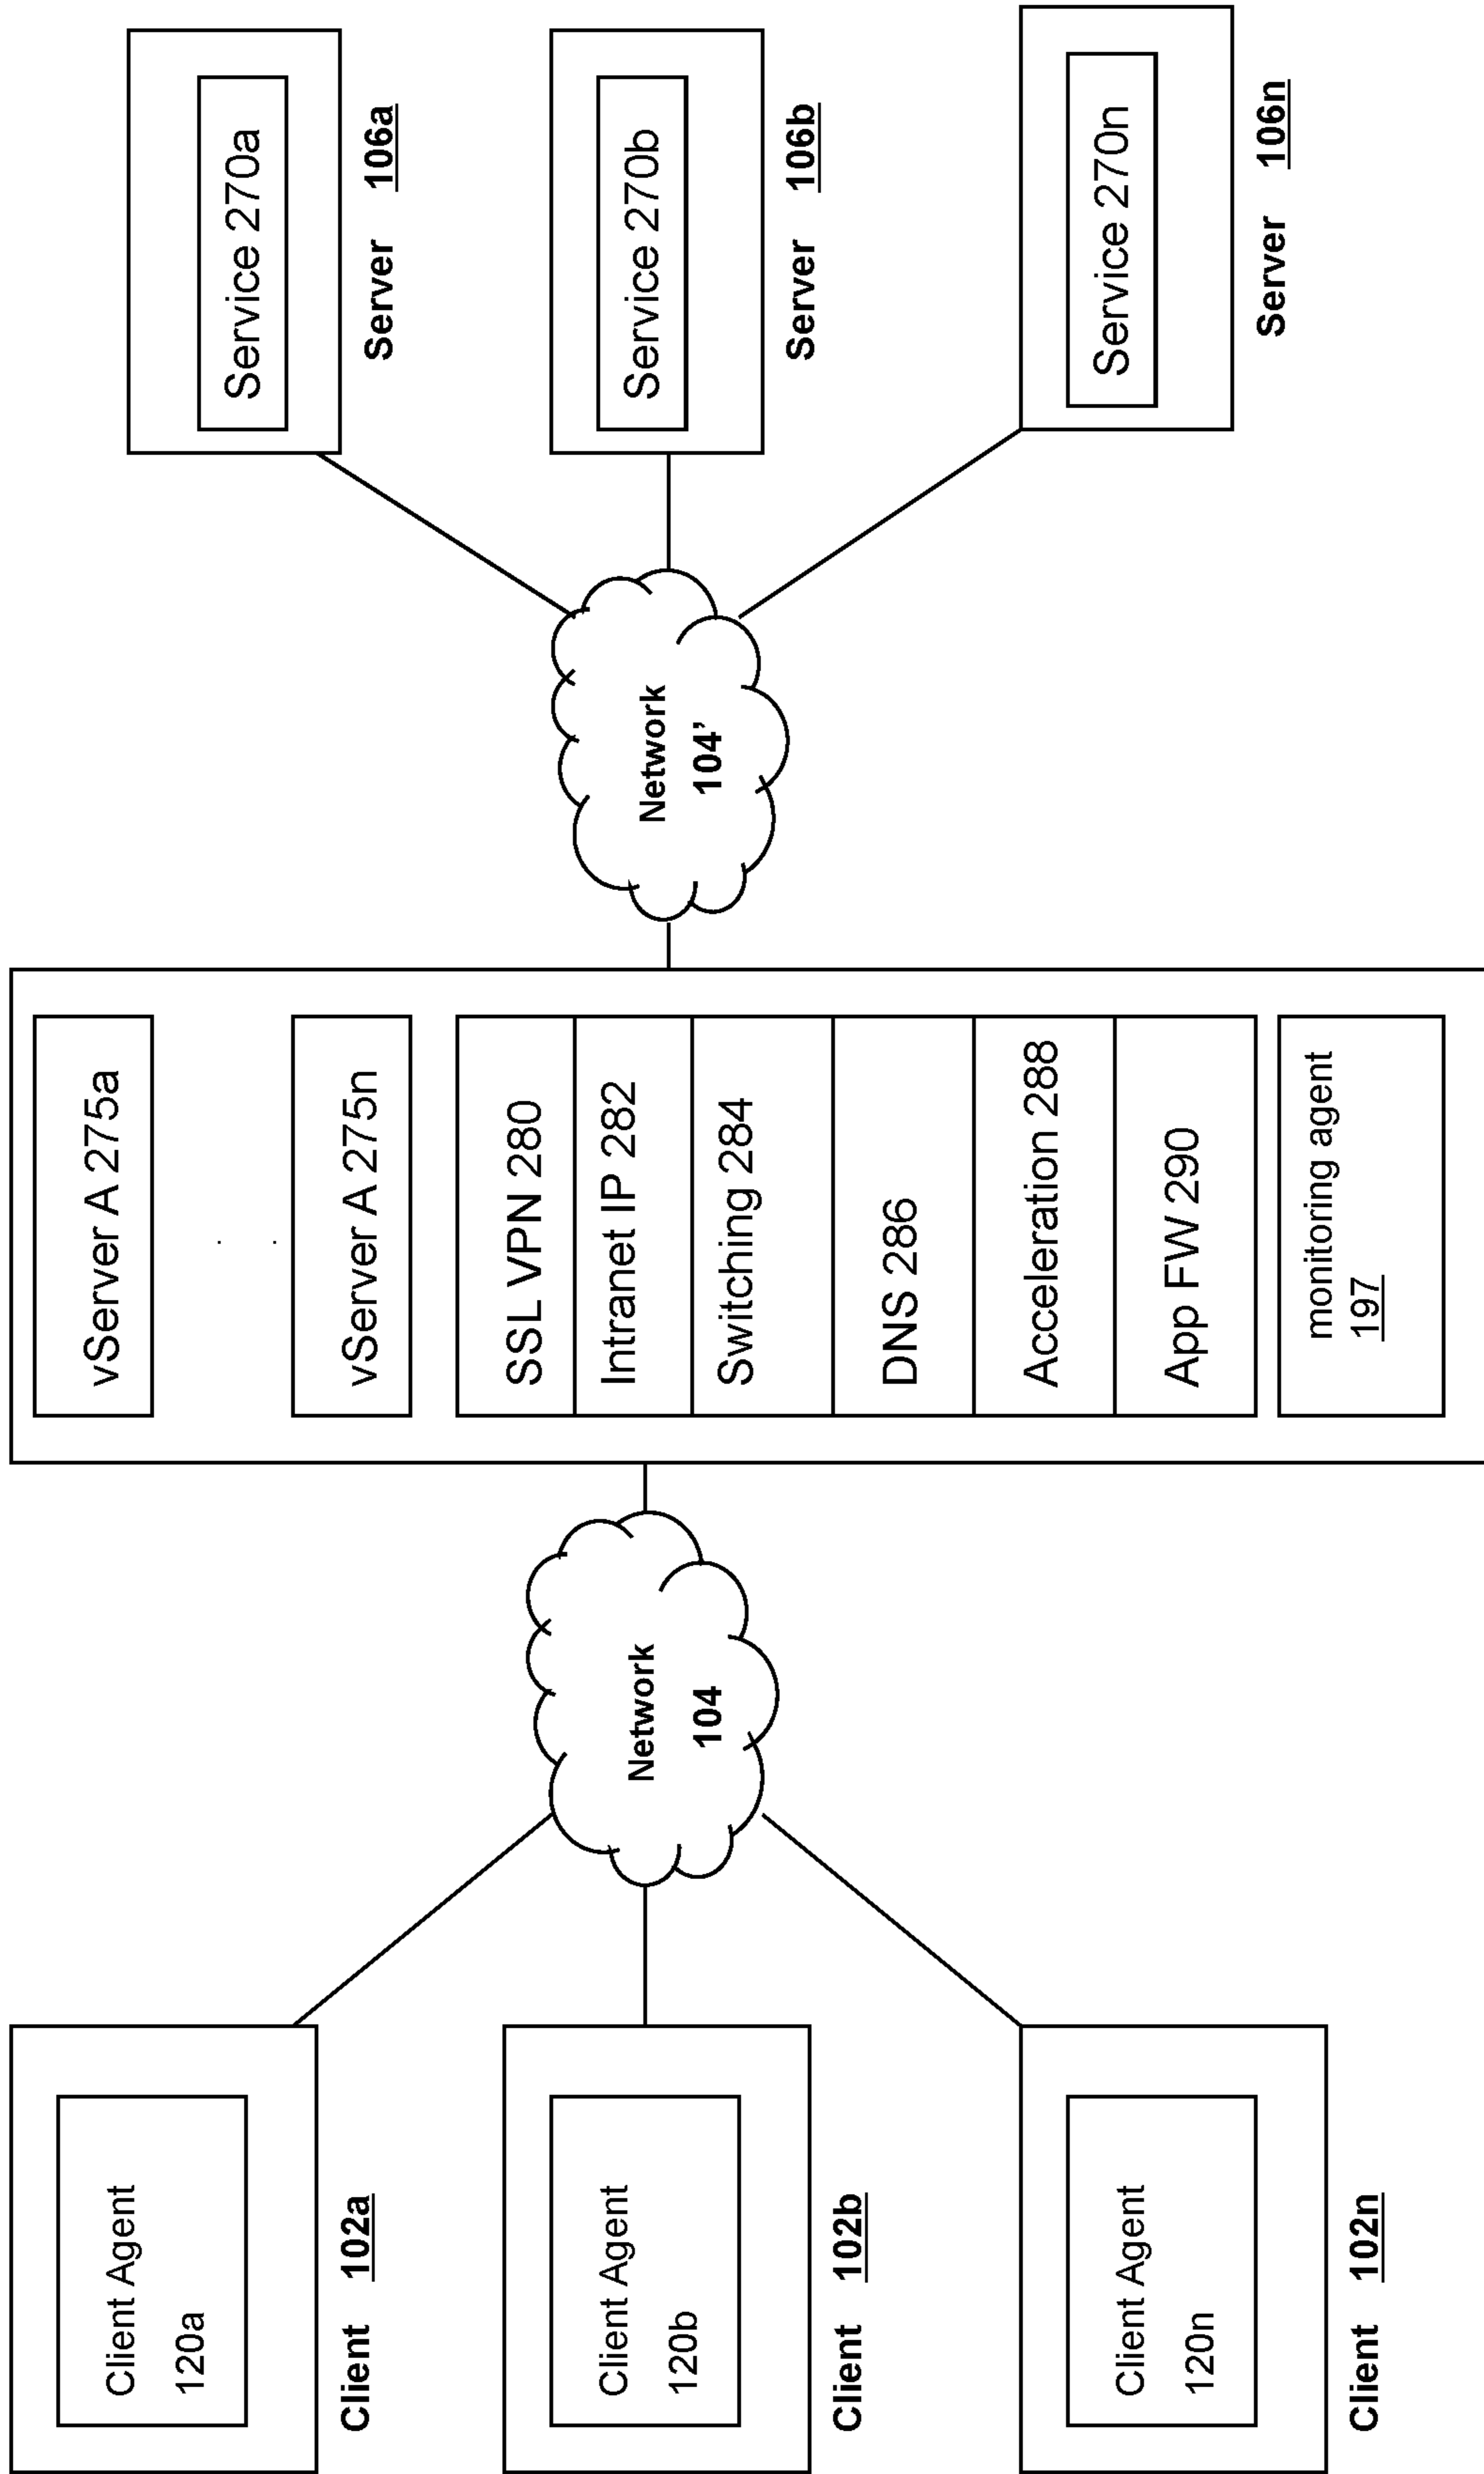 Client Agent
120a
Client 102a
Client Agent
120b
Client 102b
Client Agent
120n
Client 102n
Network
104
vServer A 275a
vServer A 275n
SSL VPN 280
Intranet IP 282
Switching 284
DNS 286
Acceleration 288
App FW 290
monitoring agent
197
Network
104’
Service 270a
Server 106a
Service 270b
Server 106b
Service 270n
Server 106n